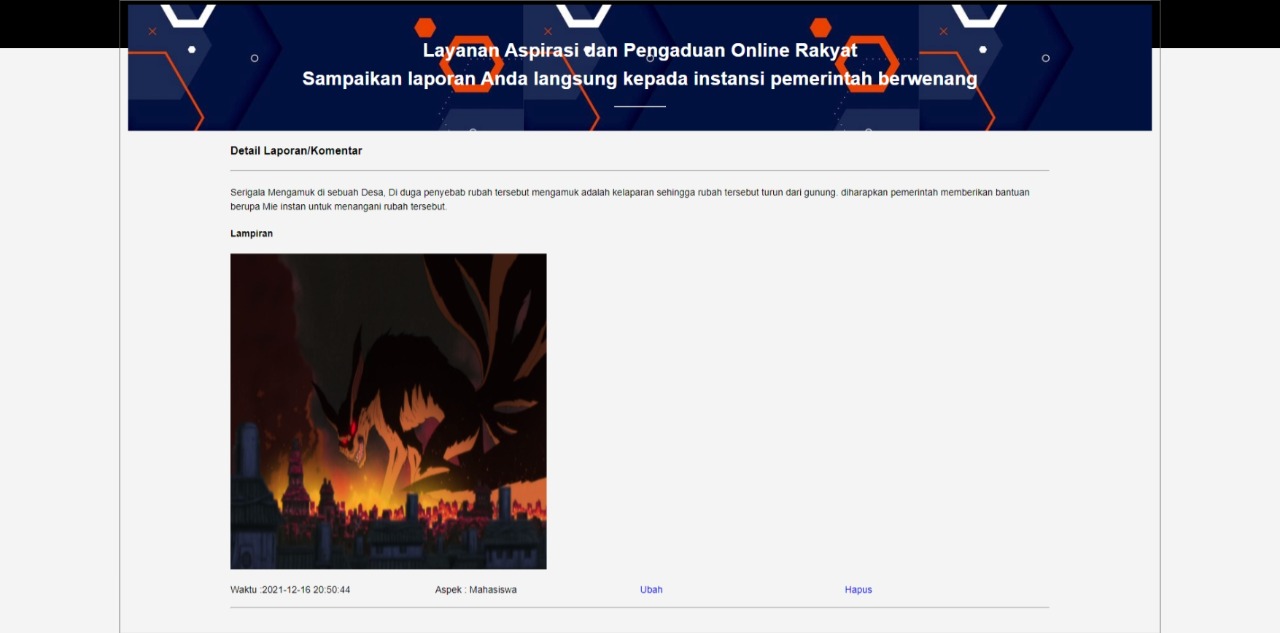 Layanan Aspirasi dan Pengaduan Online Rakyat
Sampaikan laporan Anda langsung kepada instansi pemerintah berwenang
Detail Laporan/Komentar
Serigala Mengamuk di sebuah Desa, Di duga penyebab rubah tersebut mengamuk adalah kelaparan sehingga rubah tersebut turun dari gunung. diharapkan pemerintah memberikan bantuan
berupa Mie instan untuk menangani rubah tersebut.
Lampiran
Waktu :2021-12-16 20:50:44 Aspek : Mahasiswa Ubah Hapus